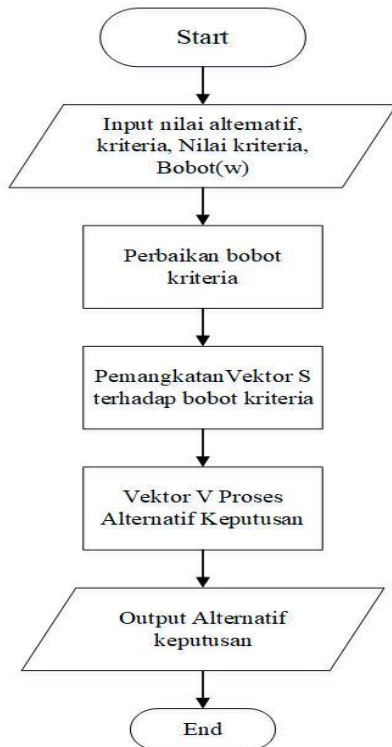 Start
Input nilai alternatif,
kriteria, Nilai kriteria,
Bobot(w)
Perbaikan bobot
kriteria
PemangkatanVektor S
terhadap bobot kriteria
Vektor V Proses
Alternatif Keputusan
Output Alternatif
keputusan
End